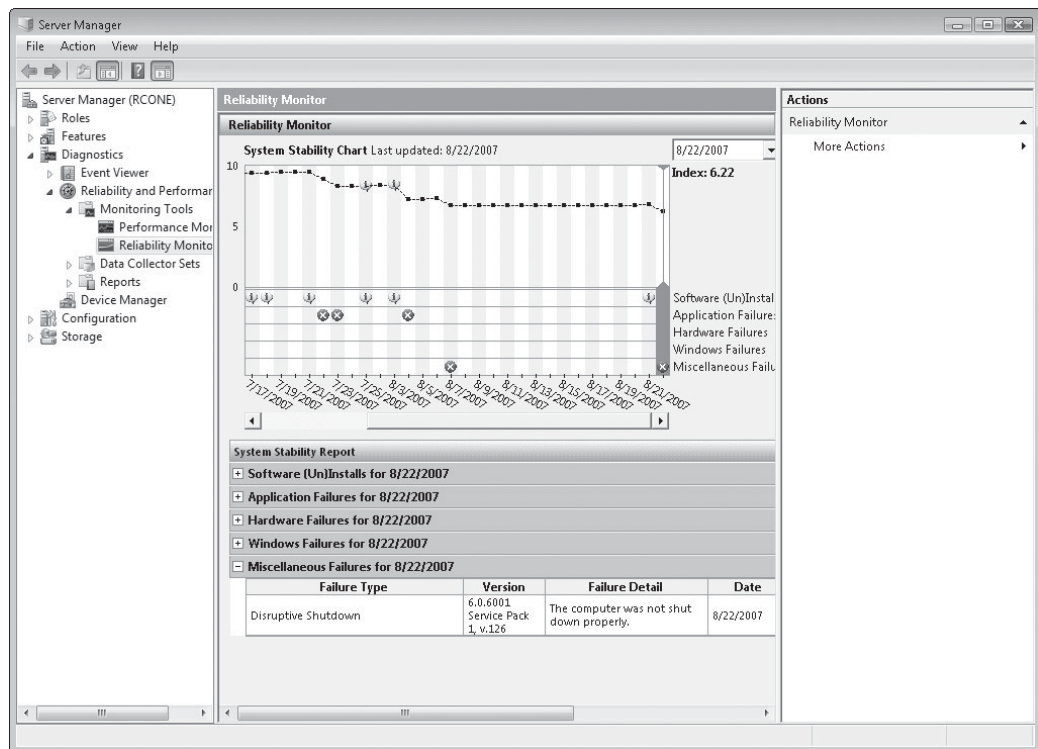 Server Manager
File Action View Help
Server Manager (RCONE)
Roles
Features
Diagnostics
Event Viewer
Reliability and Performar
Monitoring Tools
Performance Mor
Reliability Monito
Data Collector Sets
Reports
Device Manager
Configuration
Storage
Reliability Monitor
Reliability Monitor
System Stability Chart Last updated: 8/22/2007
8/22/2007
Index: 6.22
10
5
0
Software (Un)Instal
Application Failure:
Hardware Failures
Windows Failures
Miscellaneous Failu
7/17/2007
7/19/2007
7/21/2007
7/23/2007
7/25/2007
8/3/2007
8/5/2007
8/7/2007
8/9/2007
8/11/2007
8/13/2007
8/15/2007
8/17/2007
8/19/2007
8/21/2007
System Stability Report
Software (Un)Installs for 8/22/2007
Application Failures for 8/22/2007
Hardware Failures for 8/22/2007
Windows Failures for 8/22/2007
Miscellaneous Failures for 8/22/2007
Failure Type Version Failure Detail Date
Disruptive Shutdown
6.0.6001
Service Pack
1, v.126
The computer was not shut
down properly.
8/22/2007
Actions
Reliability Monitor
More Actions